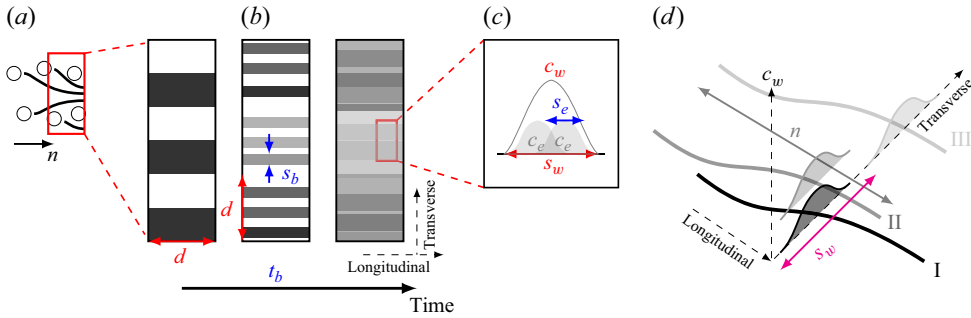 (a)
n
d
(b)
s_b
d
t_b
Time
Longitudinal
Transverse
(c)
c_w
s_e
c_e
c_e
s_w
(d)
c_w
n
Transverse
III
II
I
Longitudinal
s_w